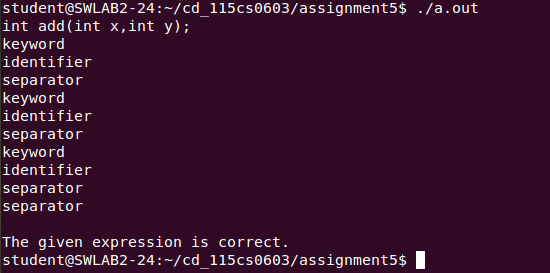 student@SWLAB2-24:~/cd_115cs0603/assignment5$ ./a.out
int add(int x,int y);
keyword
identifier
separator
keyword
identifier
separator
keyword
identifier
separator
separator
The given expression is correct.
student@SWLAB2-24:~/cd_115cs0603/assignment5$